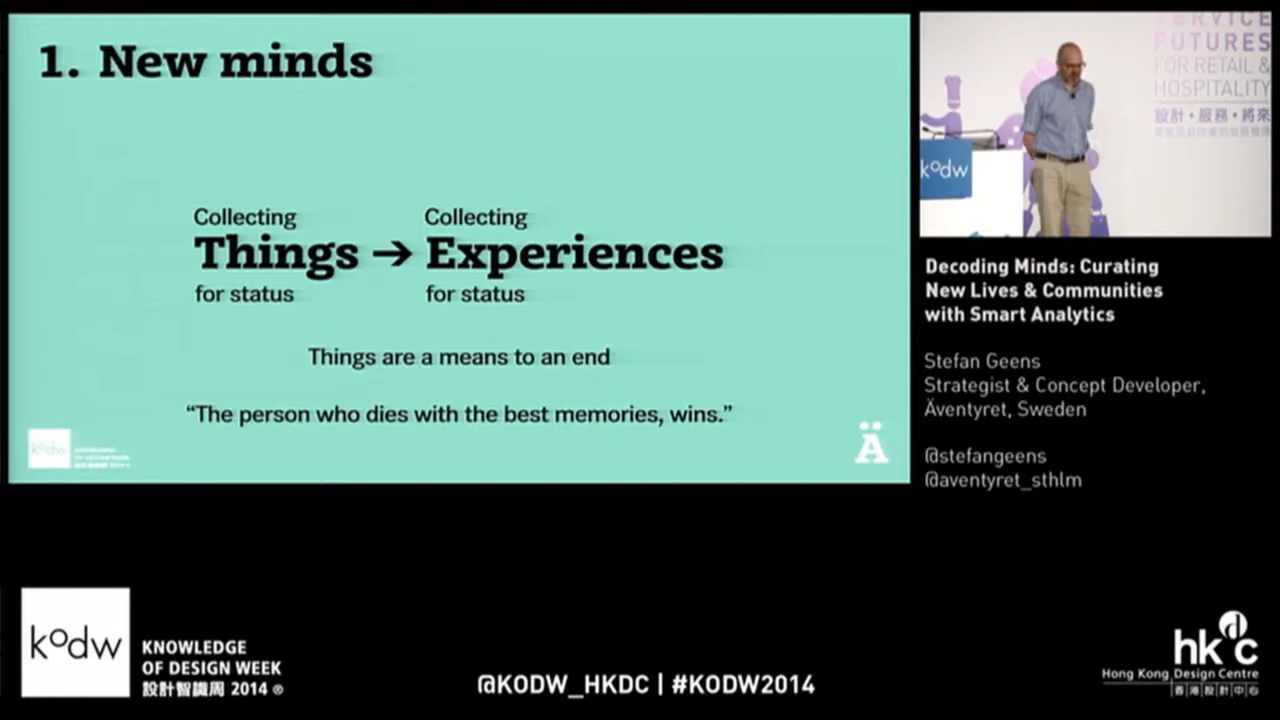 1. New minds
Collecting
Things → Experiences
Collecting
for status
for status
Things are a means to an end
“The person who dies with the best memories, wins.”
kodw
Ä
SERVICE
FUTURES
FOR RETAIL &
HOSPITALITY
設計・服務・將來
kodw
Decoding Minds: Curating
New Lives & Communities
with Smart Analytics
Stefan Geens
Strategist & Concept Developer,
Äventyret, Sweden
@stefangeens
@aventyret_sthlm
kodw
KNOWLEDGE
OF DESIGN WEEK
設計智識周 2014 ®
@KODW_HKDC | #KODW2014
hkdc
Hong Kong Design Centre
香港設計中心